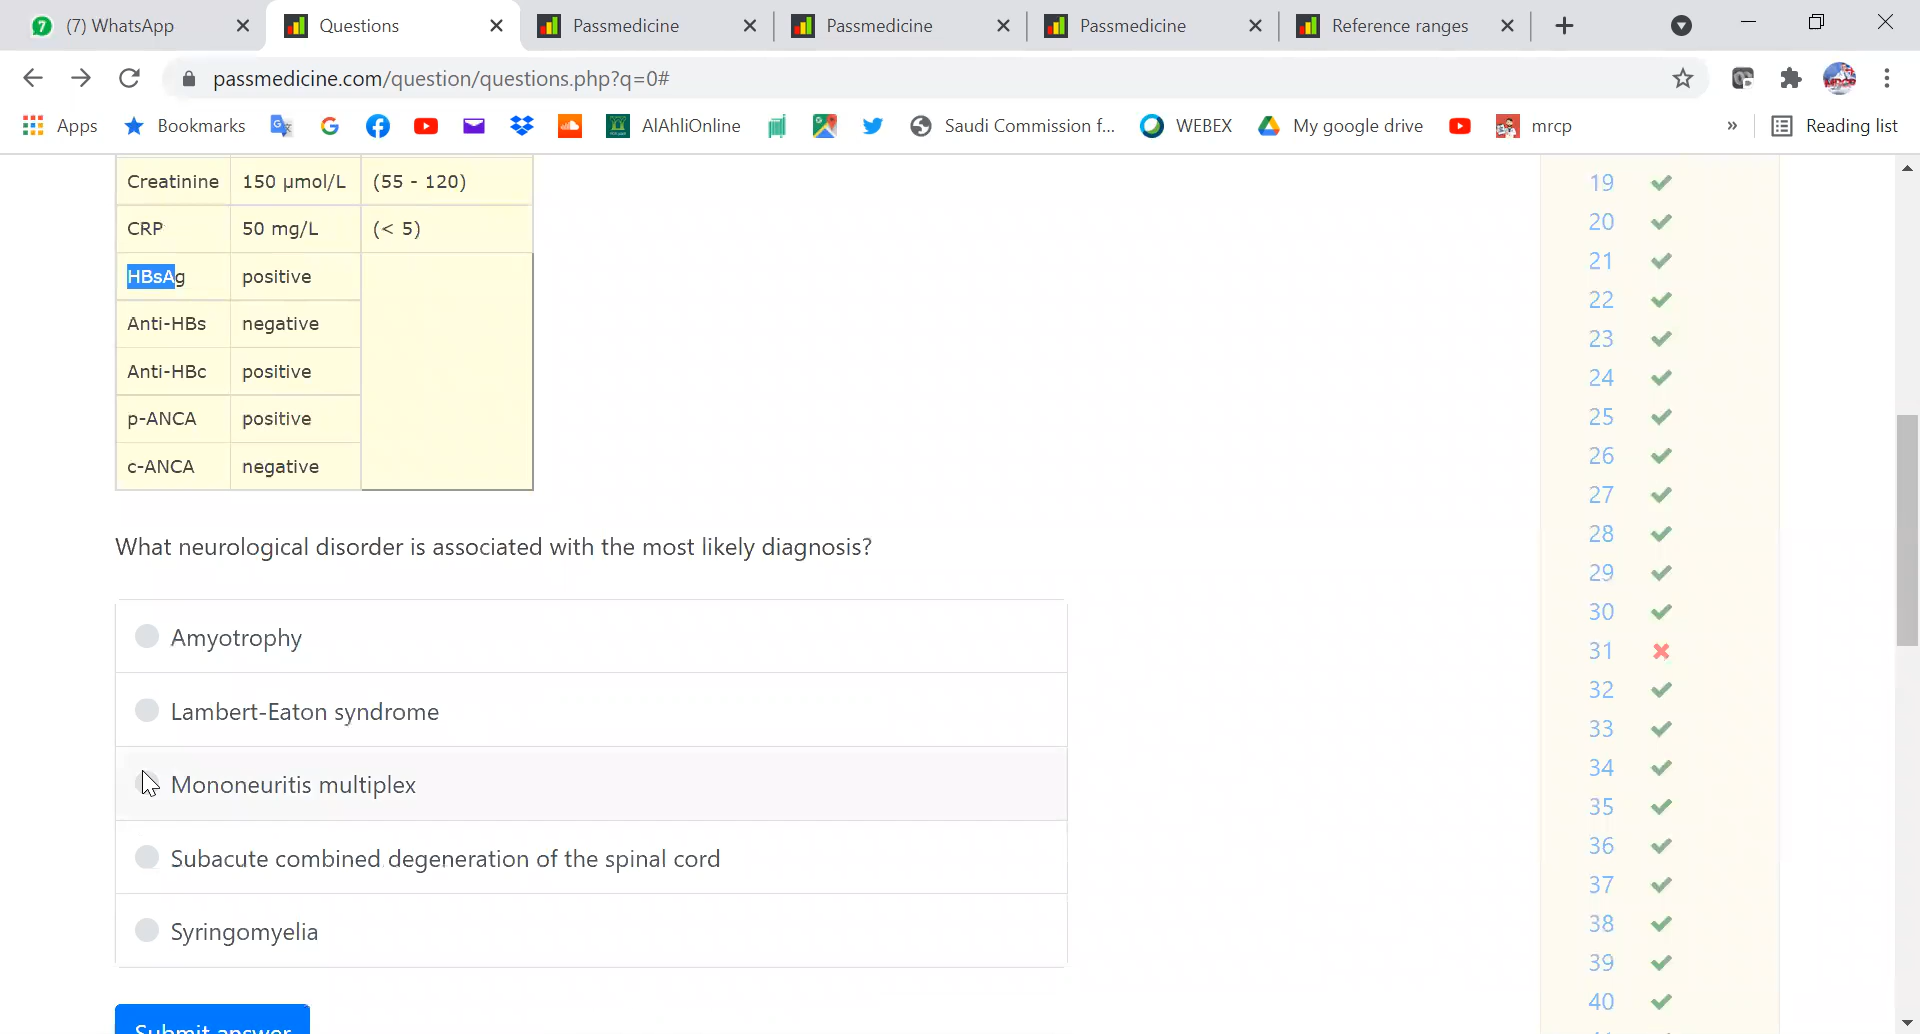 (7) WhatsApp
Questions
Passmedicine
Passmedicine
Passmedicine
Reference ranges
passmedicine.com/question/questions.php?q=0#
Apps
Bookmarks
AlAhliOnline
Saudi Commission f...
WEBEX
My google drive
mrcp
»
Reading list
Creatinine 150 µmol/L (55 - 120)
CRP 50 mg/L (< 5)
HBsAg positive
Anti-HBs negative
Anti-HBc positive
p-ANCA positive
c-ANCA negative
What neurological disorder is associated with the most likely diagnosis?
Amyotrophy
Lambert-Eaton syndrome
Mononeuritis multiplex
Subacute combined degeneration of the spinal cord
Syringomyelia
Submit answer
19
20
21
22
23
24
25
26
27
28
29
30
31
32
33
34
35
36
37
38
39
40